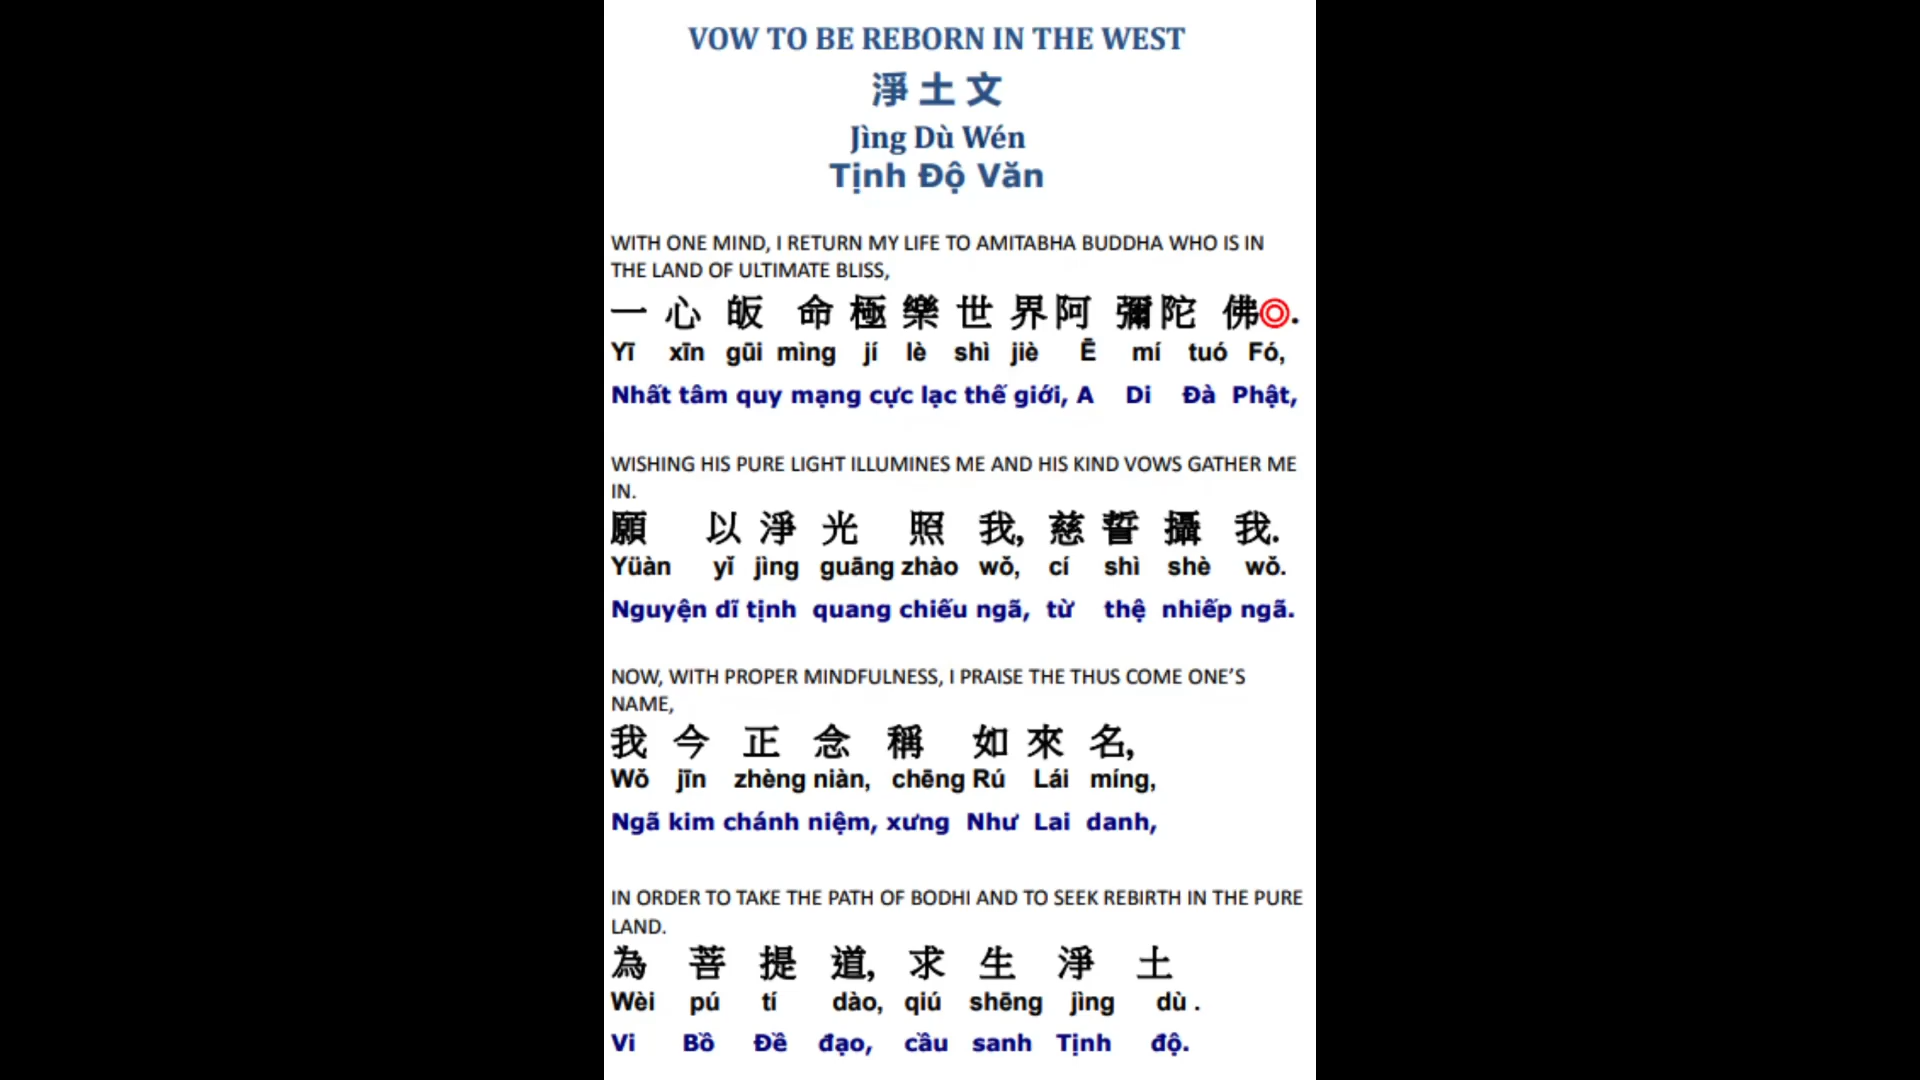 VOW TO BE REBORN IN THE WEST
淨土文
Jìng Dù Wén
Tịnh Độ Văn
WITH ONE MIND, I RETURN MY LIFE TO AMITABHA BUDDHA WHO IS IN
THE LAND OF ULTIMATE BLISS,
一心皈命極樂世界阿彌陀佛◎.
Yī xīn gūi mìng jí lè shì jiè Ē mí tuó Fó,
Nhất tâm quy mạng cực lạc thế giới, A Di Đà Phật,
WISHING HIS PURE LIGHT ILLUMINES ME AND HIS KIND VOWS GATHER ME
IN.
願以淨光照我, 慈誓攝我.
Yüàn yǐ jìng guāng zhào wǒ, cí shì shè wǒ.
Nguyện dĩ tịnh quang chiếu ngã, từ thệ nhiếp ngã.
NOW, WITH PROPER MINDFULNESS, I PRAISE THE THUS COME ONE’S
NAME,
我今正念稱如來名,
Wǒ jīn zhèng niàn, chēng Rú Lái míng,
Ngã kim chánh niệm, xưng Như Lai danh,
IN ORDER TO TAKE THE PATH OF BODHI AND TO SEEK REBIRTH IN THE PURE
LAND.
為菩提道, 求生淨土
Wèi pú tí dào, qiú shēng jìng dù .
Vi Bồ Đề đạo, cầu sanh Tịnh độ.